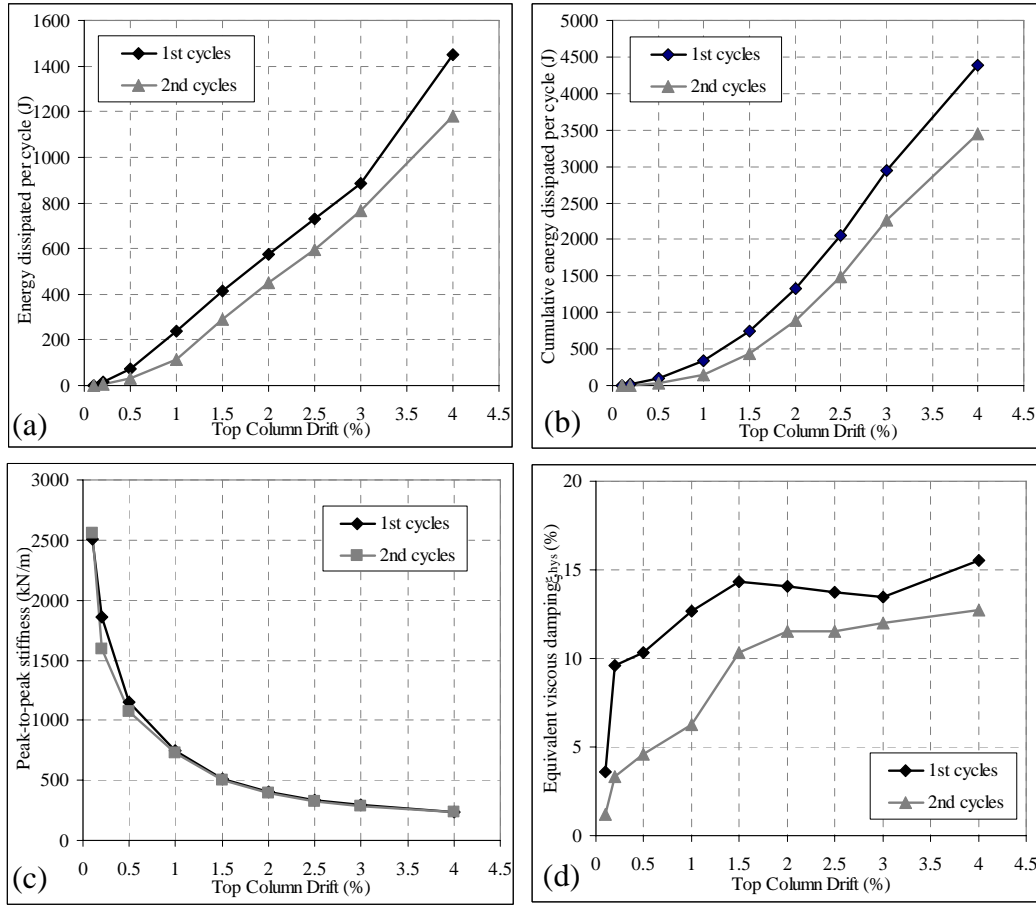 1600
1400
1200
1000
800
600
400
200
0
Energy dissipated per cycle (J)
1st cycles
2nd cycles
0 0.5 1 1.5 2 2.5 3 3.5 4 4.5
Top Column Drift (%)
(a)
5000
4500
4000
3500
3000
2500
2000
1500
1000
500
0
Cumulative energy dissipated per cycle (J)
1st cycles
2nd cycles
0 0.5 1 1.5 2 2.5 3 3.5 4 4.5
Top Column Drift (%)
(b)
3000
2500
2000
1500
1000
500
0
Peak-to-peak stiffness (kN/m)
1st cycles
2nd cycles
0 0.5 1 1.5 2 2.5 3 3.5 4 4.5
Top Column Drift (%)
(c)
20
15
10
5
0
Equivalent viscous dampingξhys (%)
1st cycles
2nd cycles
0 0.5 1 1.5 2 2.5 3 3.5 4 4.5
Top Column Drift (%)
(d)